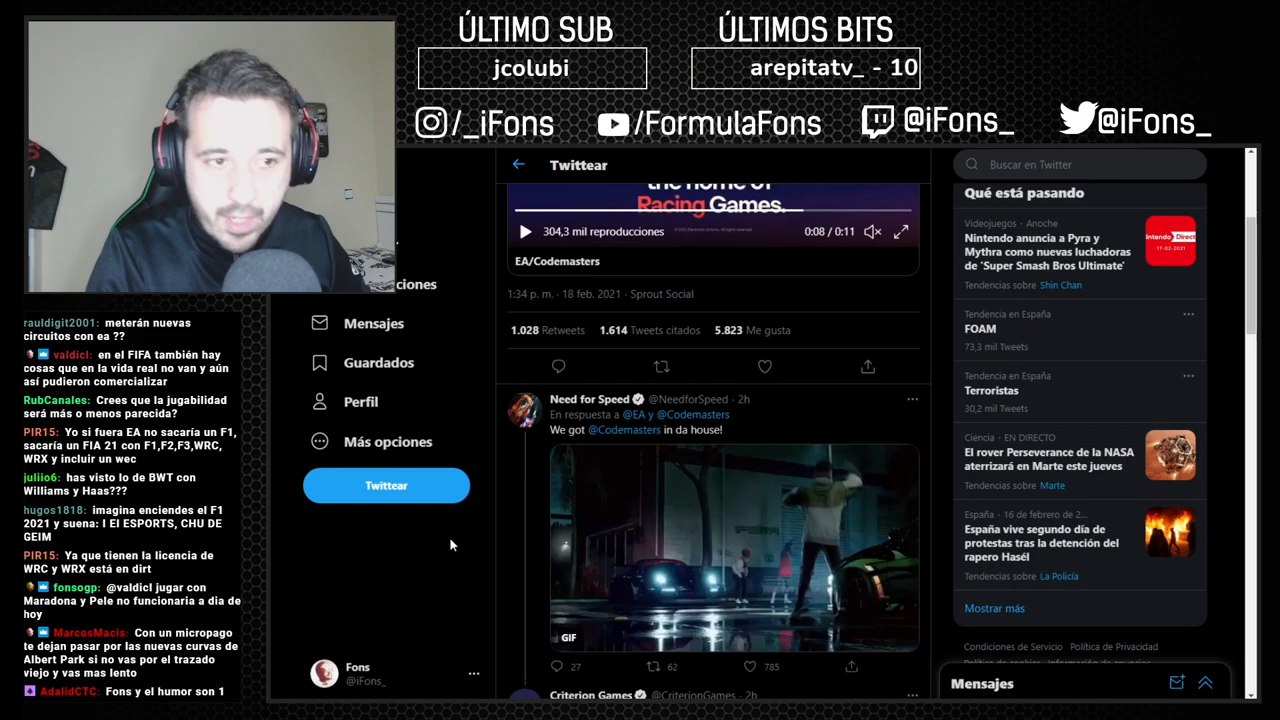 ÚLTIMO SUB
jcolubi
ÚLTIMOS BITS
arepitatv_ - 10
/_iFons
/FormulaFons
@iFons_
@iFons_
rauldigit2001: meterán nuevas
circuitos con ea ??
valdicl: en el FIFA también hay
cosas que en la vida real no van y aún
así pudieron comercializar
RubCanales: Crees que la jugabilidad
será más o menos parecida?
PIR15: Yo si fuera EA no sacaría un F1,
sacaría un FIA 21 con F1,F2,F3,WRC,
WRX y incluir un wec
juliio6: has visto lo de BWT con
Williams y Haas???
hugos1818: imagina enciendes el F1
2021 y suena: I EI ESPORTS, CHU DE
GEIM
PIR15: Ya que tienen la licencia de
WRC y WRX está en dirt
fonsogp: @valdicl jugar con
Maradona y Pele no funcionaria a dia de
hoy
MarcosMacis: Con un micropago
te dejan pasar por las nuevas curvas de
Albert Park si no vas por el trazado
viejo y vas mas lento
AdalidCTC: Fons y el humor son 1
ciones
Mensajes
Guardados
Perfil
Más opciones
Twittear
Fons
@iFons_
Twittear
the home of
Racing Games.
304,3 mil reproducciones
0:08 / 0:11
EA/Codemasters
1:34 p. m. · 18 feb. 2021 · Sprout Social
1.028 Retweets 1.614 Tweets citados 5.823 Me gusta
Need for Speed @NeedforSpeed · 2h
En respuesta a @EA y @Codemasters
We got @Codemasters in da house!
GIF
27 62 785
Criterion Games @CriterionGames · 2h
Buscar en Twitter
Qué está pasando
Videojuegos · Anoche
Nintendo anuncia a Pyra y
Mythra como nuevas luchadoras
de 'Super Smash Bros Ultimate'
Tendencias sobre Shin Chan
Tendencia en España
FOAM
73,3 mil Tweets
Tendencia en España
Terroristas
30,2 mil Tweets
Ciencia · EN DIRECTO
El rover Perseverance de la NASA
aterrizará en Marte este jueves
Tendencias sobre Marte
España · 16 de febrero de 2...
España vive segundo día de
protestas tras la detención del
rapero Hasél
Tendencias sobre La Policía
Mostrar más
Condiciones de Servicio Política de Privacidad
Mensajes